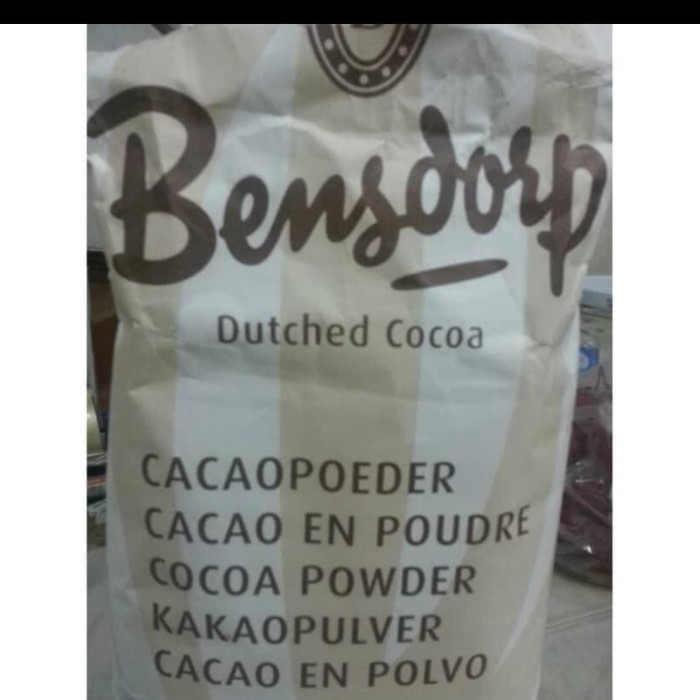 Bensdorp
Dutched Cocoa
CACAOPOEDER
CACAO EN POUDRE
COCOA POWDER
KAKAOPULVER
CACAO EN POLVO